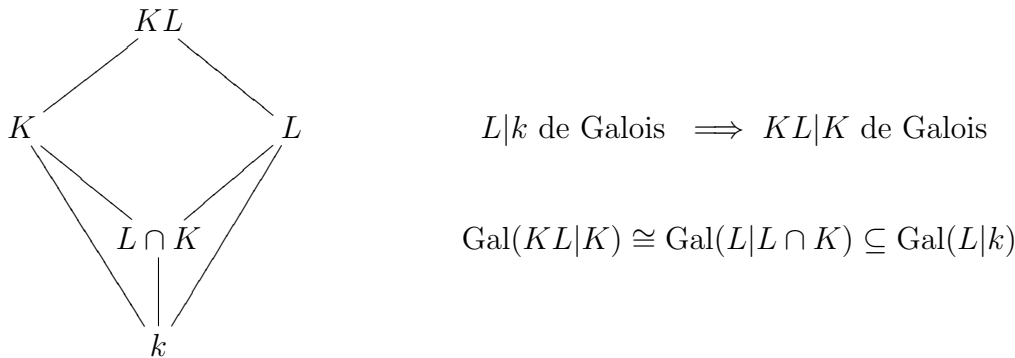 KL
K L L|k de Galois ⟹ KL|K de Galois
L ∩ K Gal(KL|K) ≅ Gal(L|L ∩ K) ⊆ Gal(L|k)
k